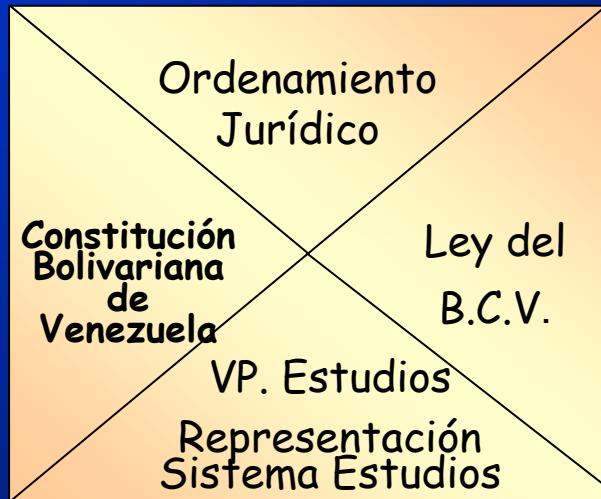 Ordenamiento
Jurídico
Constitución
Bolivariana
de
Venezuela
Ley del
B.C.V.
VP. Estudios
Representación
Sistema Estudios